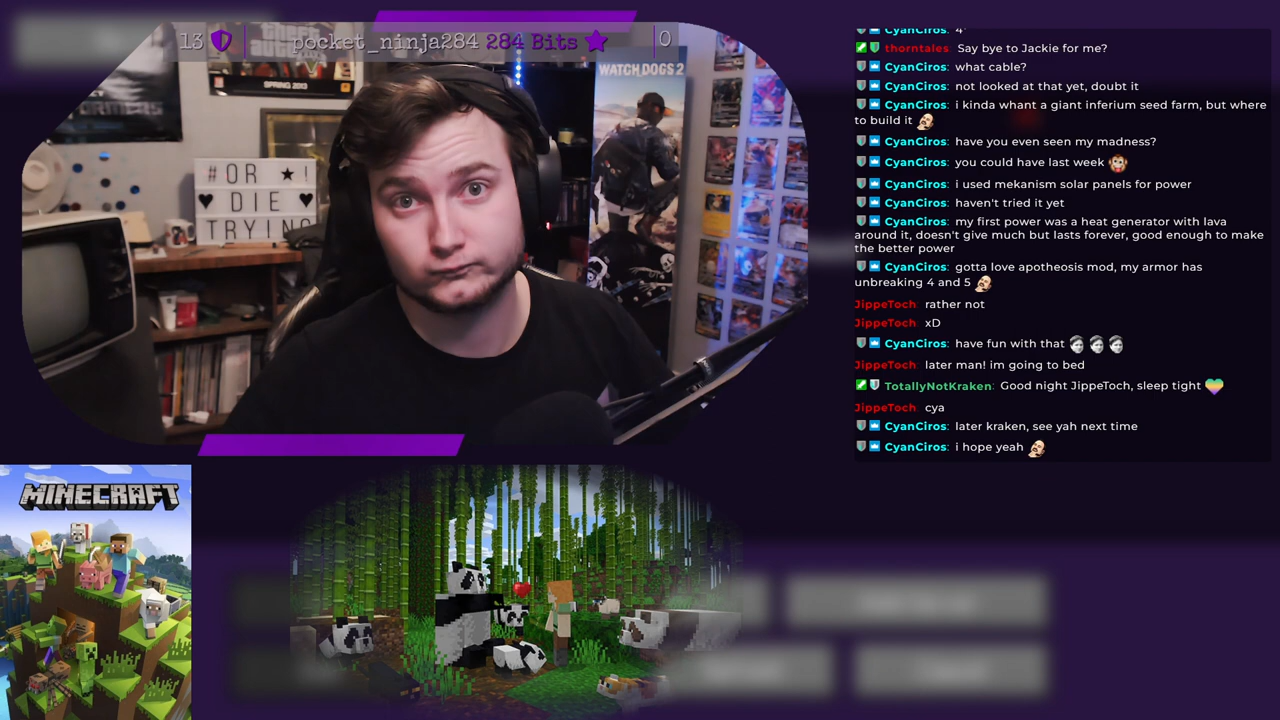 13 pocket_ninja284 284 Bits 0
SPRING 2013
WATCH_DOGS 2
#OR ★ !
♥ DIE ♥
TRYING
CyanCiros: 4
thorntales Say bye to Jackie for me?
CyanCiros: what cable?
CyanCiros: not looked at that yet, doubt it
CyanCiros: i kinda whant a giant inferium seed farm, but where
to build it
CyanCiros: have you even seen my madness?
CyanCiros: you could have last week
CyanCiros: i used mekanism solar panels for power
CyanCiros: haven't tried it yet
CyanCiros: my first power was a heat generator with lava
around it, doesn't give much but lasts forever, good enough to make
the better power
CyanCiros: gotta love apotheosis mod, my armor has
unbreaking 4 and 5
JippeToch rather not
JippeToch xD
CyanCiros: have fun with that
JippeToch later man! im going to bed
TotallyNotKraken: Good night JippeToch, sleep tight
JippeToch cya
CyanCiros: later kraken, see yah next time
CyanCiros: i hope yeah
MINECRAFT